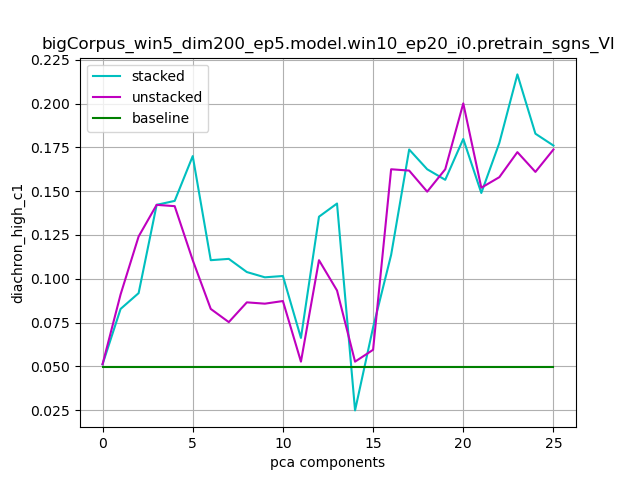 bigCorpus_win5_dim200_ep5.model.win10_ep20_i0.pretrain_sgns_VI
stacked
unstacked
baseline
diachron_high_c1
0.225
0.200
0.175
0.150
0.125
0.100
0.075
0.050
0.025
0 5 10 15 20 25
pca components